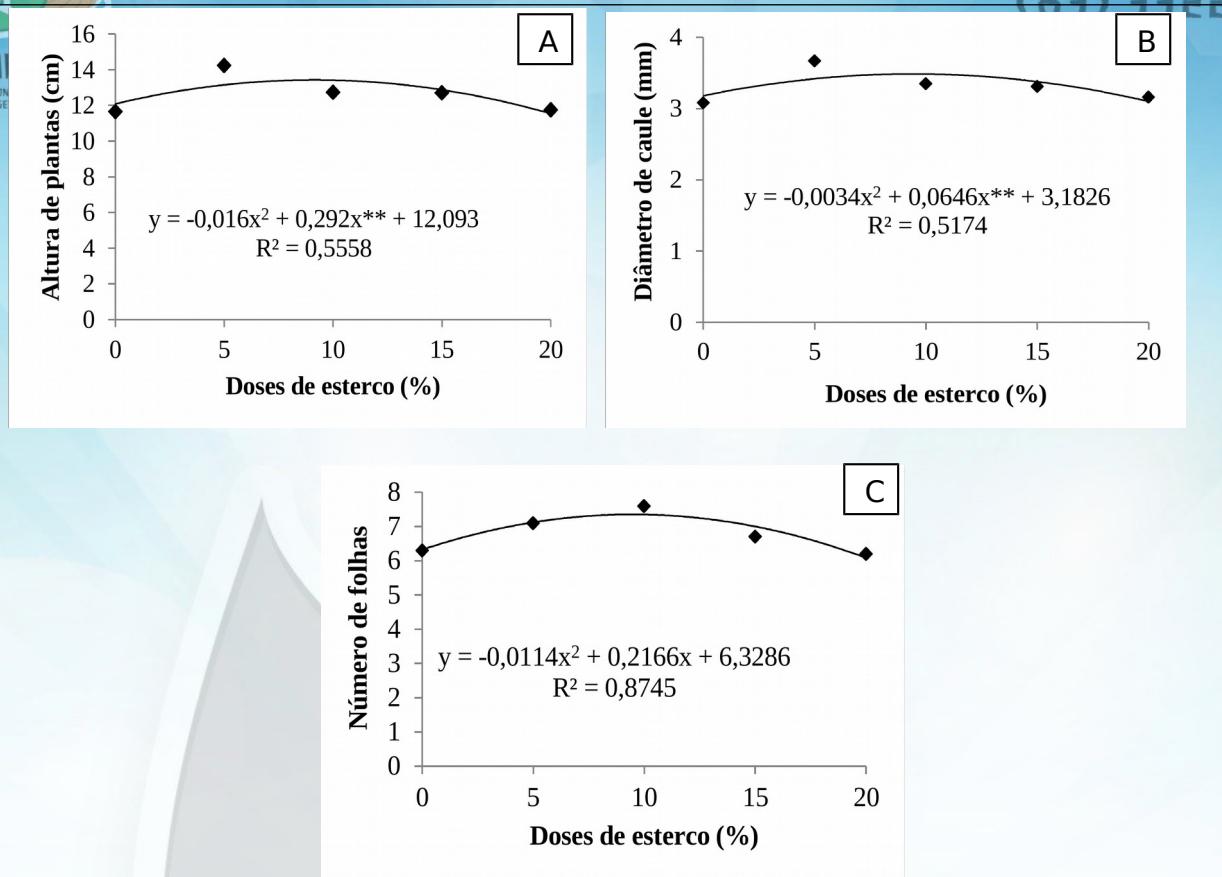 A
16
14
12
10
8
6
4
2
0
Altura de plantas (cm)
y = -0,016x² + 0,292x** + 12,093
R² = 0,5558
0 5 10 15 20
Doses de esterco (%)
B
4
3
2
1
0
Diâmetro de caule (mm)
y = -0,0034x² + 0,0646x** + 3,1826
R² = 0,5174
0 5 10 15 20
Doses de esterco (%)
C
8
7
6
5
4
3
2
1
0
Número de folhas
y = -0,0114x² + 0,2166x + 6,3286
R² = 0,8745
0 5 10 15 20
Doses de esterco (%)